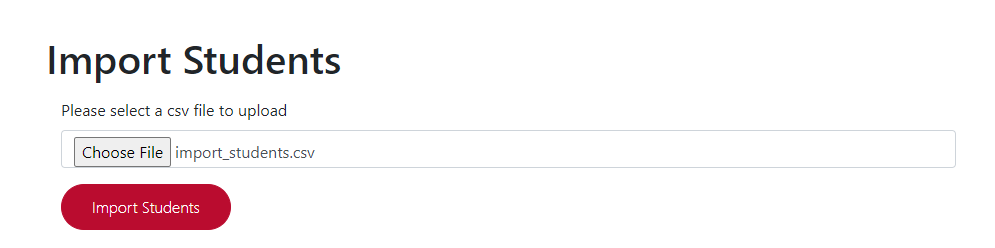 Import Students
Please select a csv file to upload
Choose File import_students.csv
Import Students